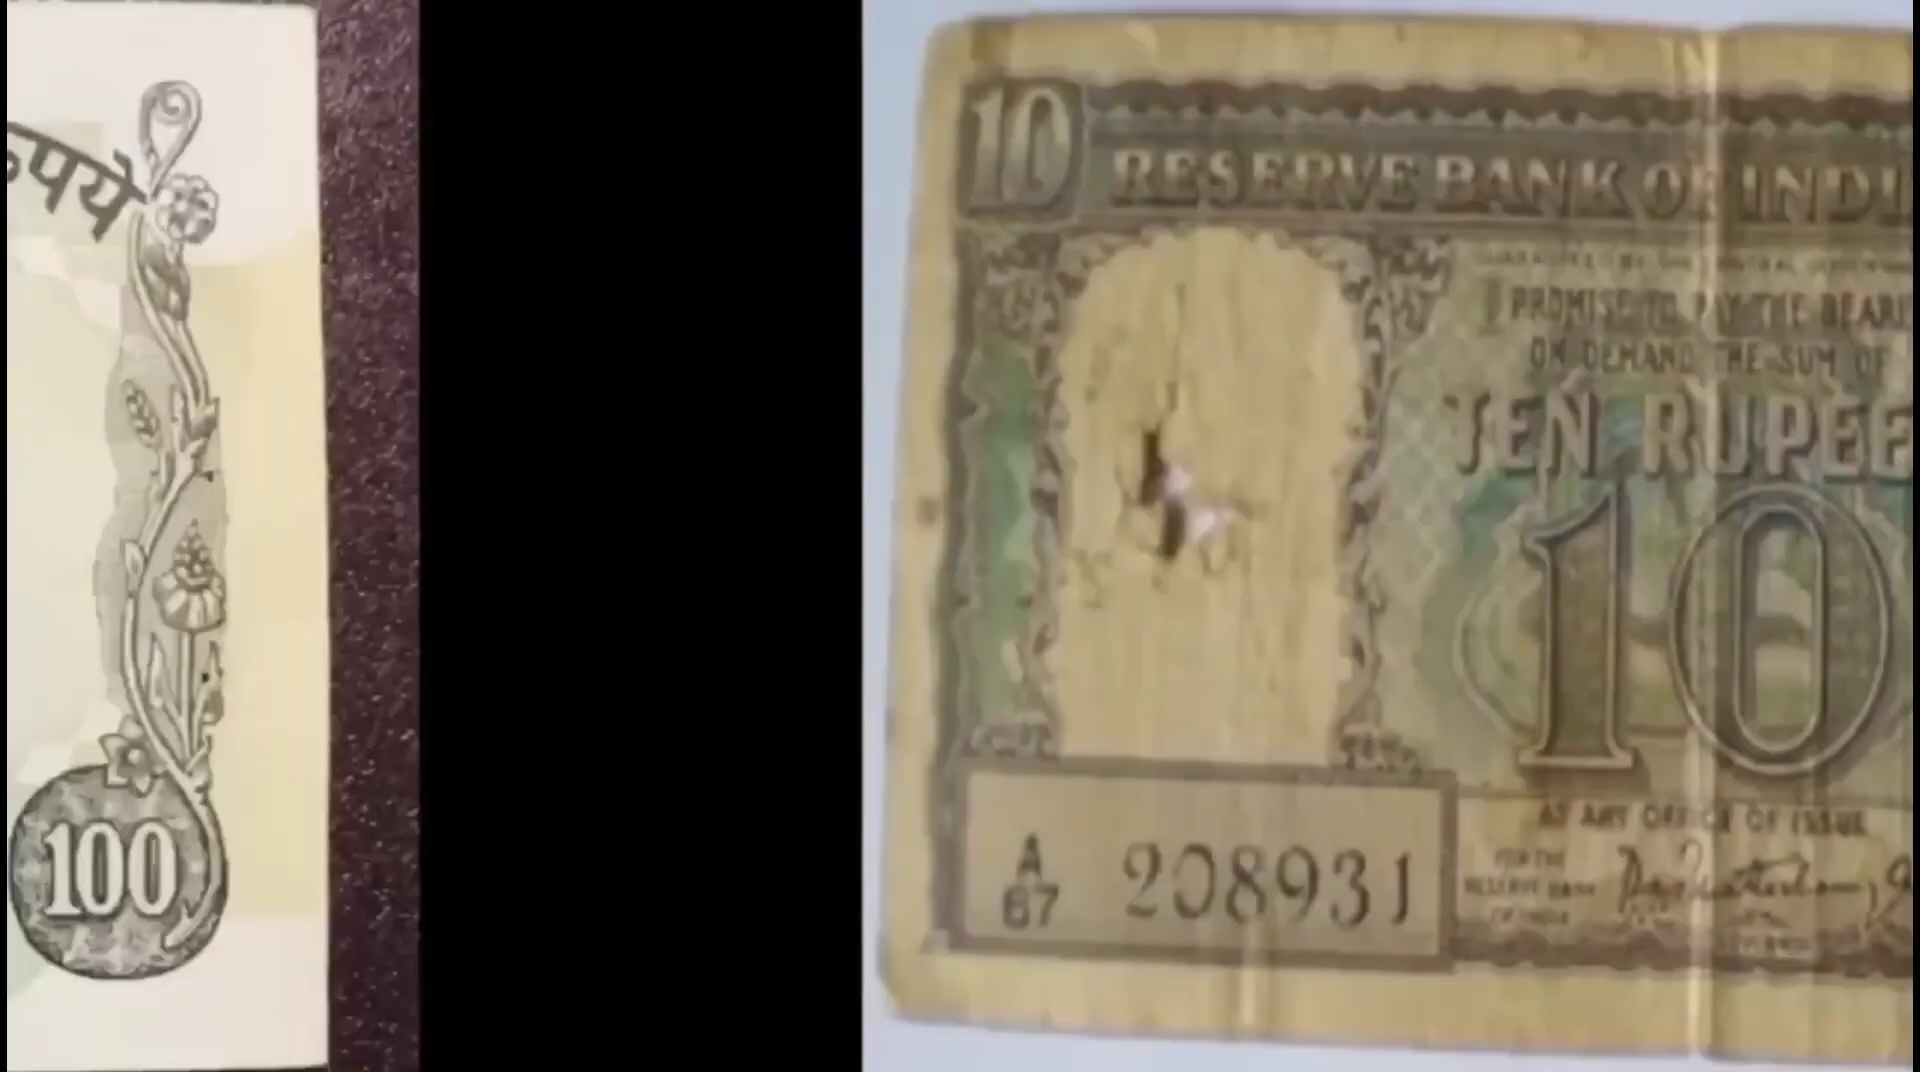 रुपये
100
10
RESERVE BANK OF INDI
PROMISE TO PAY THE BEARE
ON DEMAND THE SUM OF
TEN RUPEE
10
AT ANY OFFICE OF ISSUE
FOR THE
RESERVE BANK
OF INDIA
A
67
208931